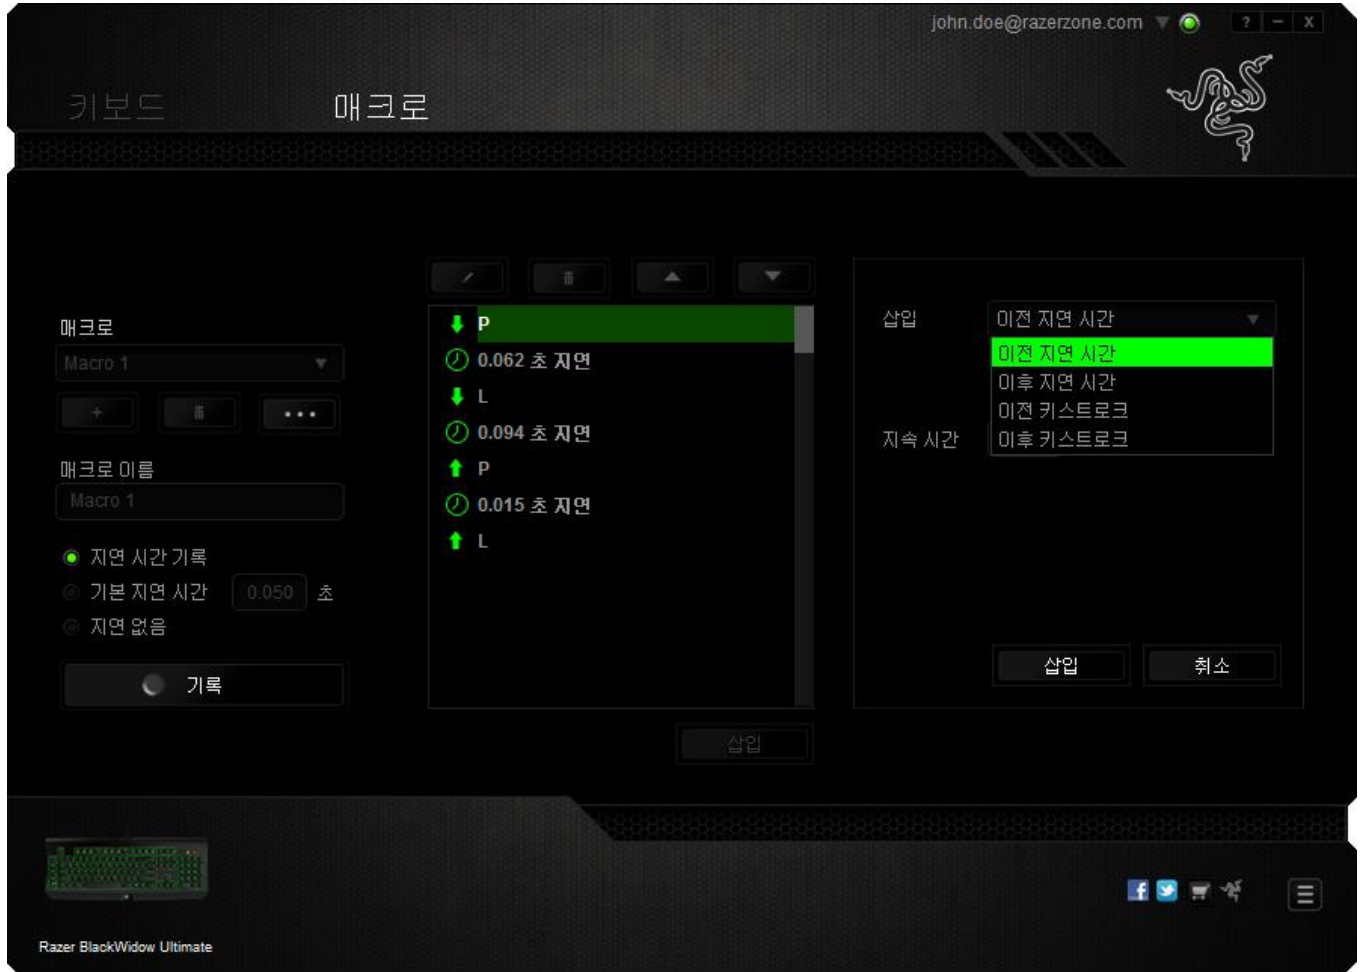 john.doe@razerzone.com
? – X
키보드
매크로
매크로
Macro 1
+
매크로 이름
Macro 1
지연 시간 기록
기본 지연 시간 0.050 초
지연 없음
기록
P
0.062 초 지연
L
0.094 초 지연
P
0.015 초 지연
L
삽입
삽입 이전 지연 시간
이전 지연 시간
이후 지연 시간
이전 키스트로크
이후 키스트로크
지속 시간
삽입
취소
Razer BlackWidow Ultimate